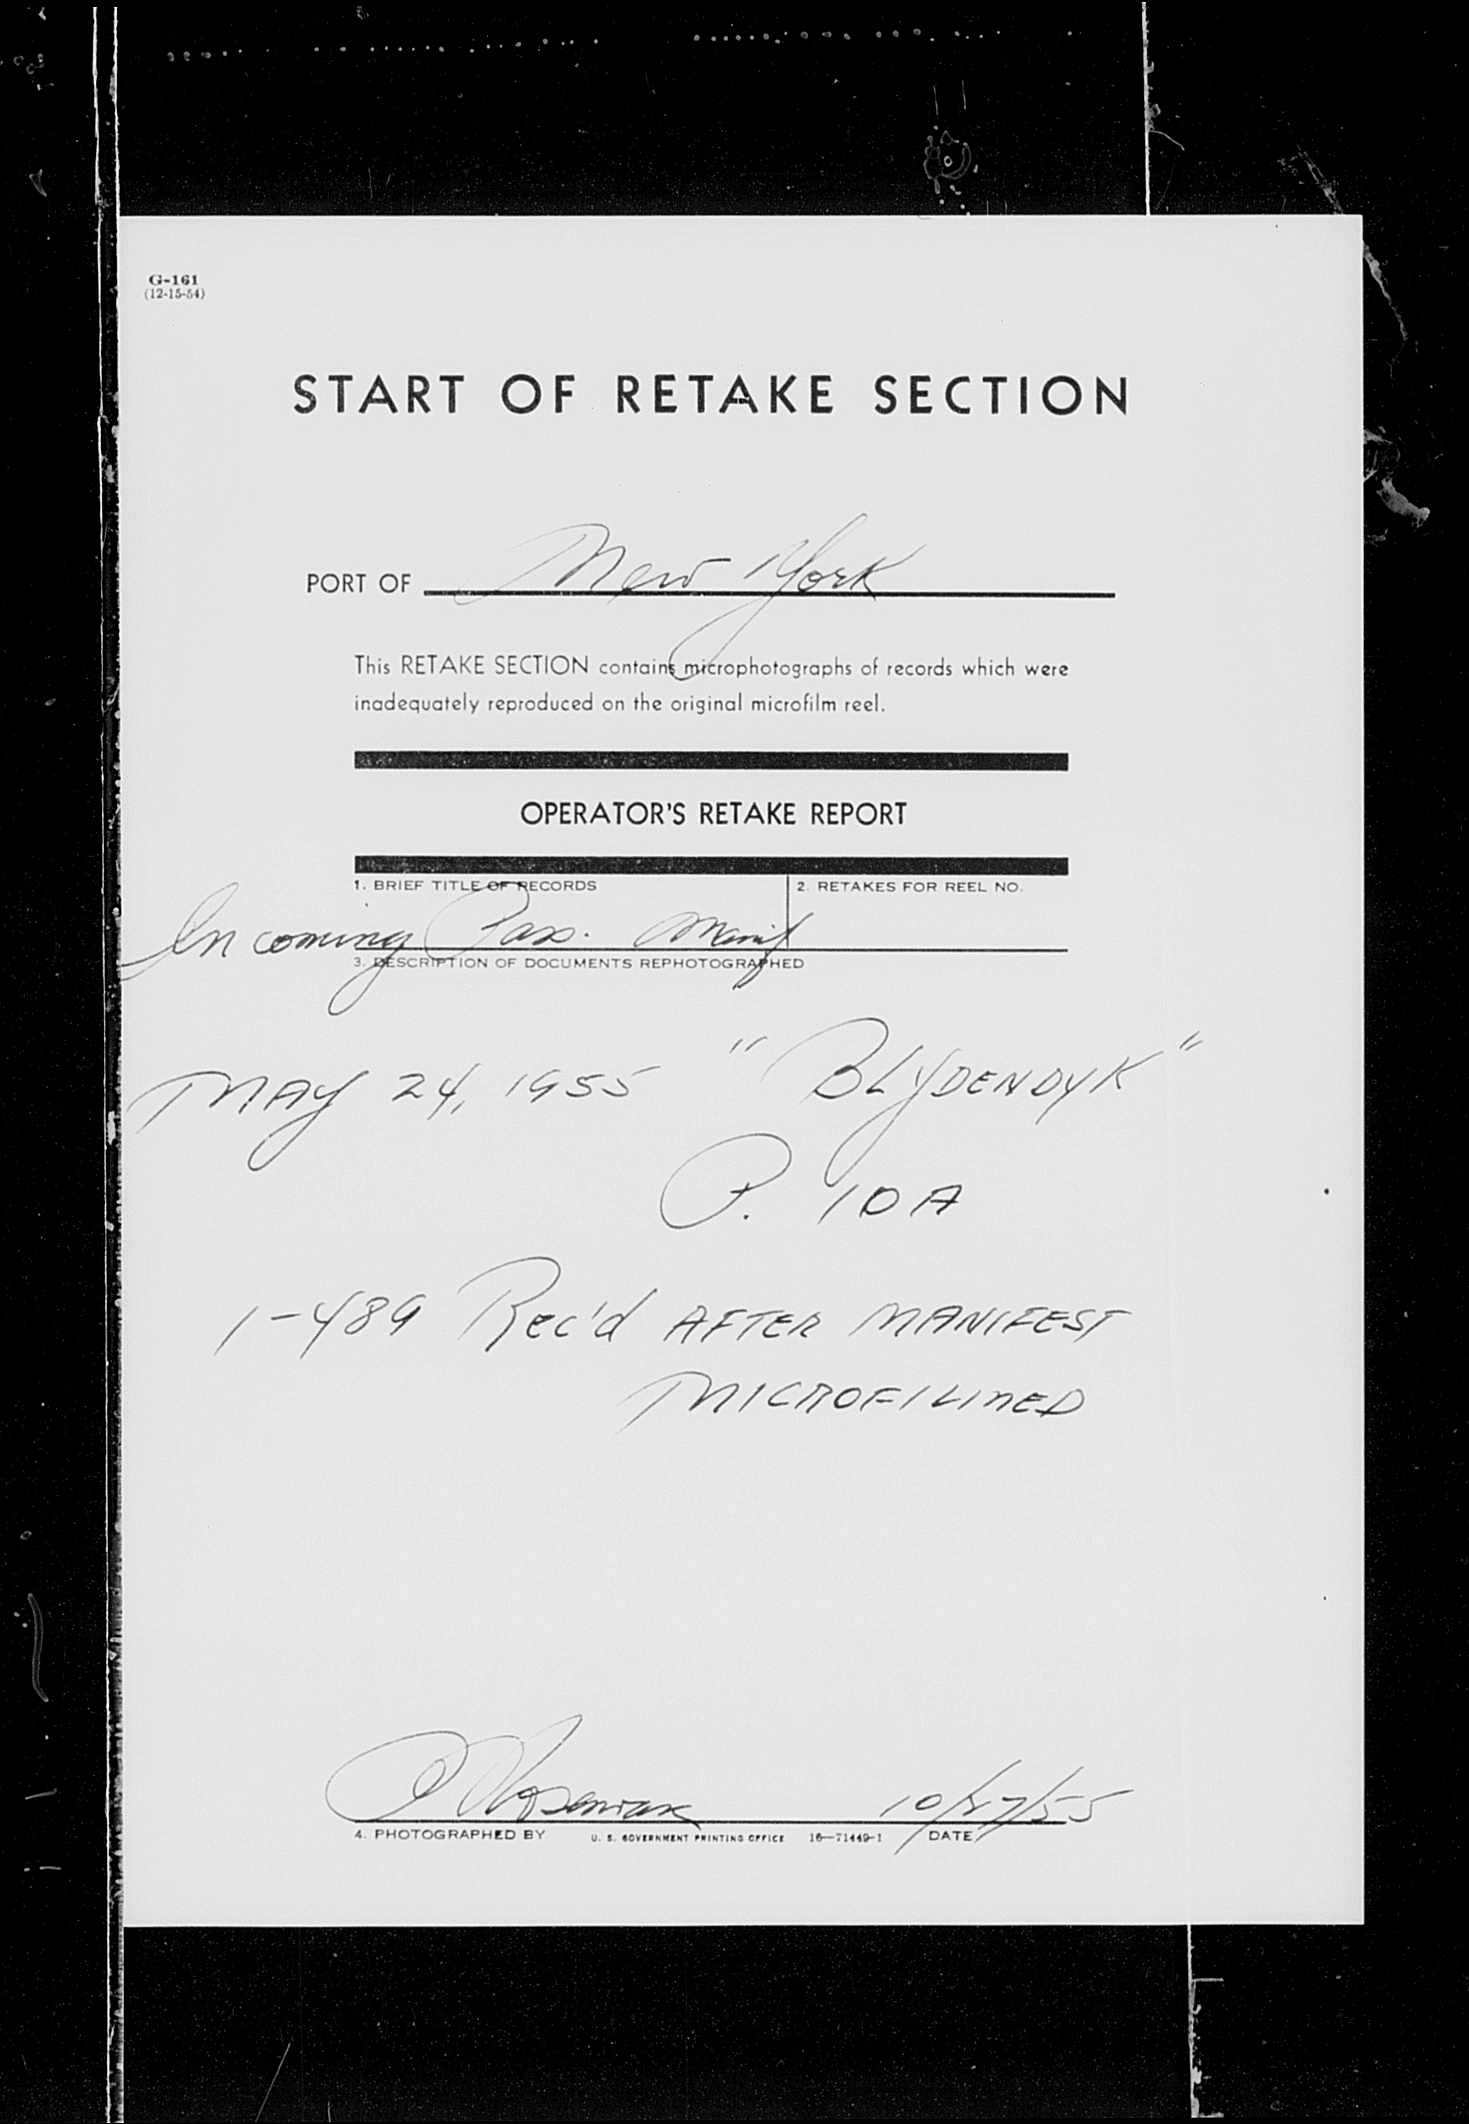 G-161
(12-15-54)
START OF RETAKE SECTION
PORT OF New York
This RETAKE SECTION contains microphotographs of records which were
inadequately reproduced on the original microfilm reel.
OPERATOR'S RETAKE REPORT
1. BRIEF TITLE OF RECORDS 2. RETAKES FOR REEL NO.
Incoming Pass. Manif
3. DESCRIPTION OF DOCUMENTS REPHOTOGRAPHED
MAY 24, 1955 "BLYDENDYK"
P. 10A
1-489 Rec'd AFTER MANIFEST
MICROFILMED
10/27/55
4. PHOTOGRAPHED BY U. S. GOVERNMENT PRINTING OFFICE 16—71449-1 DATE